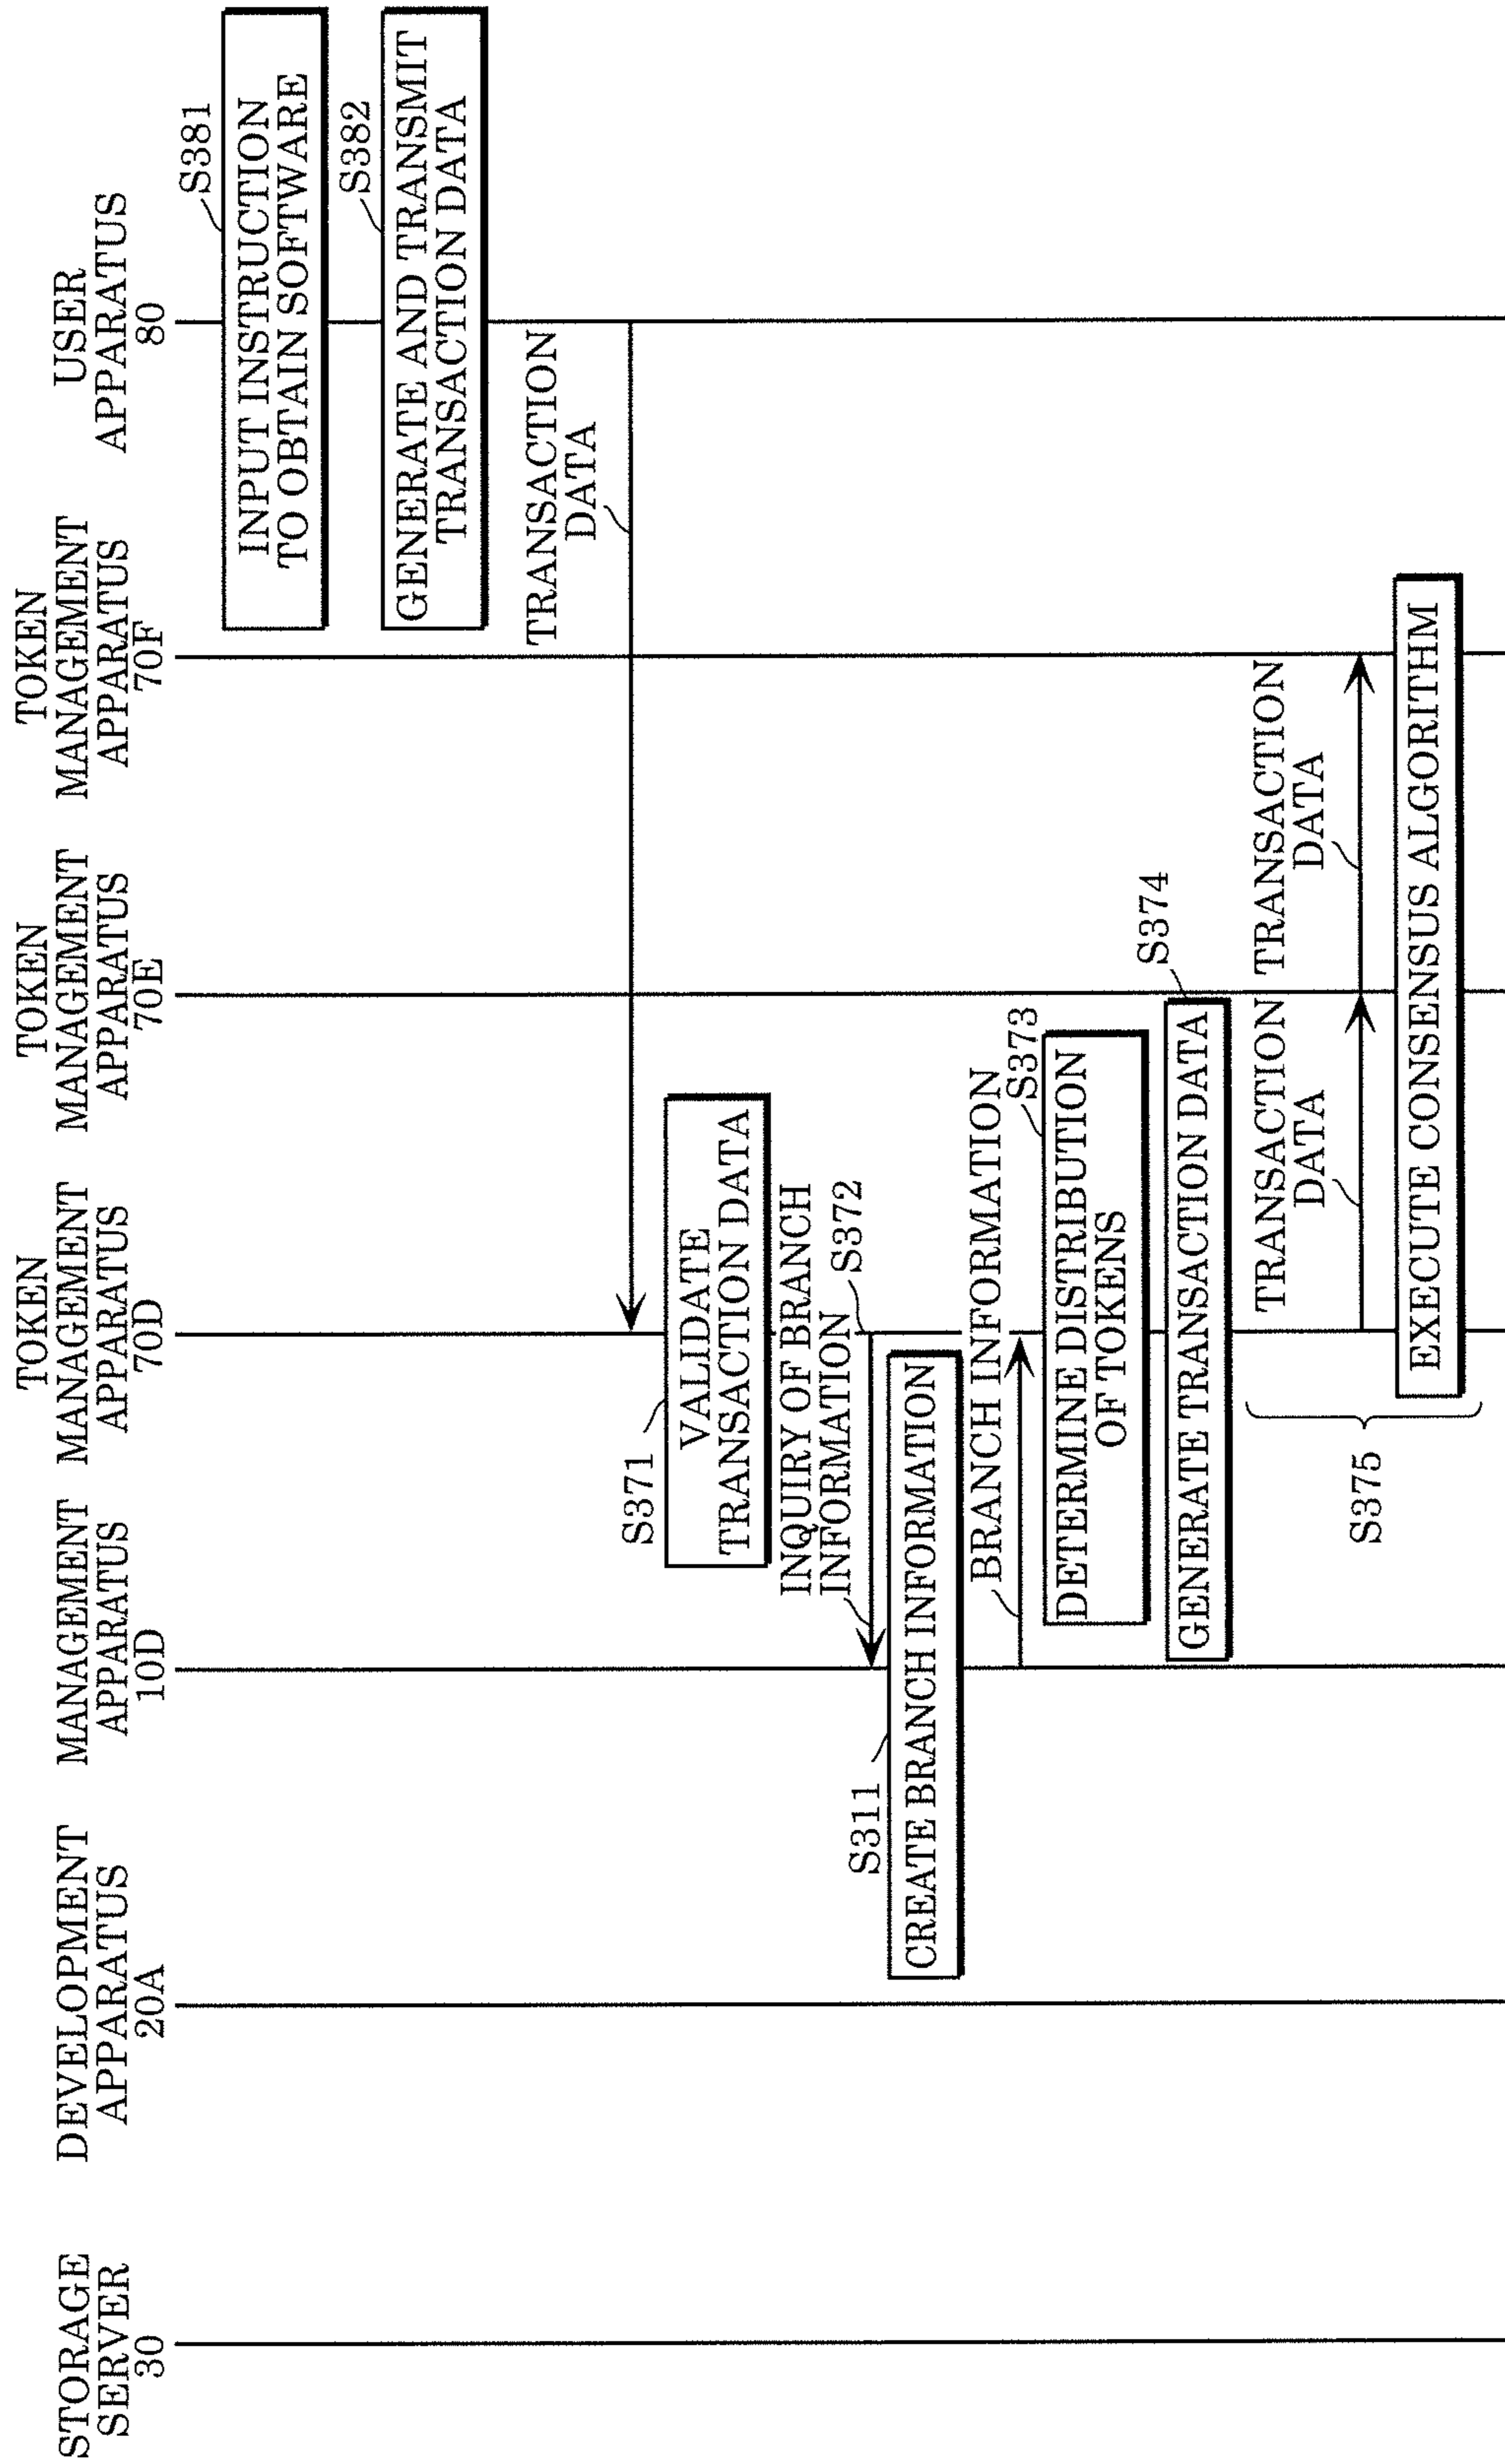 STORAGE
SERVER
30
DEVELOPMENT
APPARATUS
20A
MANAGEMENT
APPARATUS
10D
TOKEN
MANAGEMENT
APPARATUS
70D
TOKEN
MANAGEMENT
APPARATUS
70E
TOKEN
MANAGEMENT
APPARATUS
70F
USER
APPARATUS
80
S381
INPUT INSTRUCTION
TO OBTAIN SOFTWARE
S382
GENERATE AND TRANSMIT
TRANSACTION DATA
TRANSACTION
DATA
S371
VALIDATE
TRANSACTION DATA
INQUIRY OF BRANCH
INFORMATION
S372
S311
CREATE BRANCH INFORMATION
BRANCH INFORMATION
S373
DETERMINE DISTRIBUTION
OF TOKENS
S374
GENERATE TRANSACTION DATA
TRANSACTION
DATA
TRANSACTION
DATA
S375
EXECUTE CONSENSUS ALGORITHM